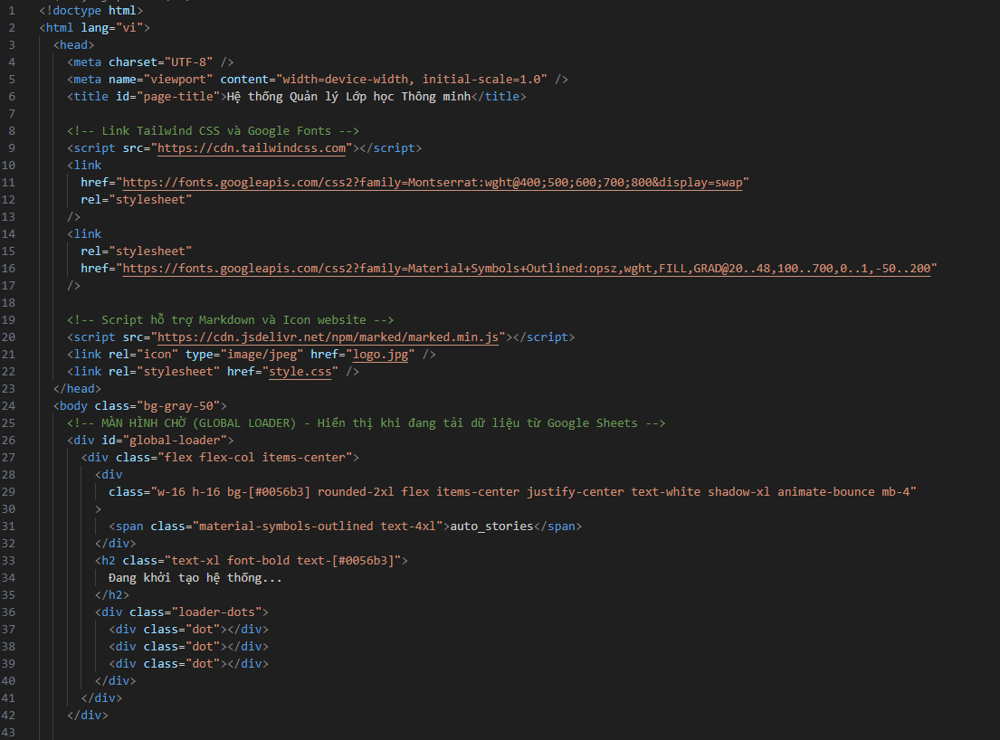 1 <!doctype html>
2 <html lang="vi">
3 <head>
4 <meta charset="UTF-8" />
5 <meta name="viewport" content="width=device-width, initial-scale=1.0" />
6 <title id="page-title">Hệ thống Quản lý Lớp học Thông minh</title>
7
8 <!-- Link Tailwind CSS và Google Fonts -->
9 <script src="https://cdn.tailwindcss.com"></script>
10 <link
11 href="https://fonts.googleapis.com/css2?family=Montserrat:wght@400;500;600;700;800&display=swap"
12 rel="stylesheet"
13 />
14 <link
15 rel="stylesheet"
16 href="https://fonts.googleapis.com/css2?family=Material+Symbols+Outlined:opsz,wght,FILL,GRAD@20..48,100..700,0..1,-50..200"
17 />
18
19 <!-- Script hỗ trợ Markdown và Icon website -->
20 <script src="https://cdn.jsdelivr.net/npm/marked/marked.min.js"></script>
21 <link rel="icon" type="image/jpeg" href="logo.jpg" />
22 <link rel="stylesheet" href="style.css" />
23 </head>
24 <body class="bg-gray-50">
25 <!-- MÀN HÌNH CHỜ (GLOBAL LOADER) - Hiển thị khi đang tải dữ liệu từ Google Sheets -->
26 <div id="global-loader">
27 <div class="flex flex-col items-center">
28 <div
29 class="w-16 h-16 bg-[#0056b3] rounded-2xl flex items-center justify-center text-white shadow-xl animate-bounce mb-4"
30 >
31 <span class="material-symbols-outlined text-4xl">auto_stories</span>
32 </div>
33 <h2 class="text-xl font-bold text-[#0056b3]">
34 Đang khởi tạo hệ thống...
35 </h2>
36 <div class="loader-dots">
37 <div class="dot"></div>
38 <div class="dot"></div>
39 <div class="dot"></div>
40 </div>
41 </div>
42 </div>
43